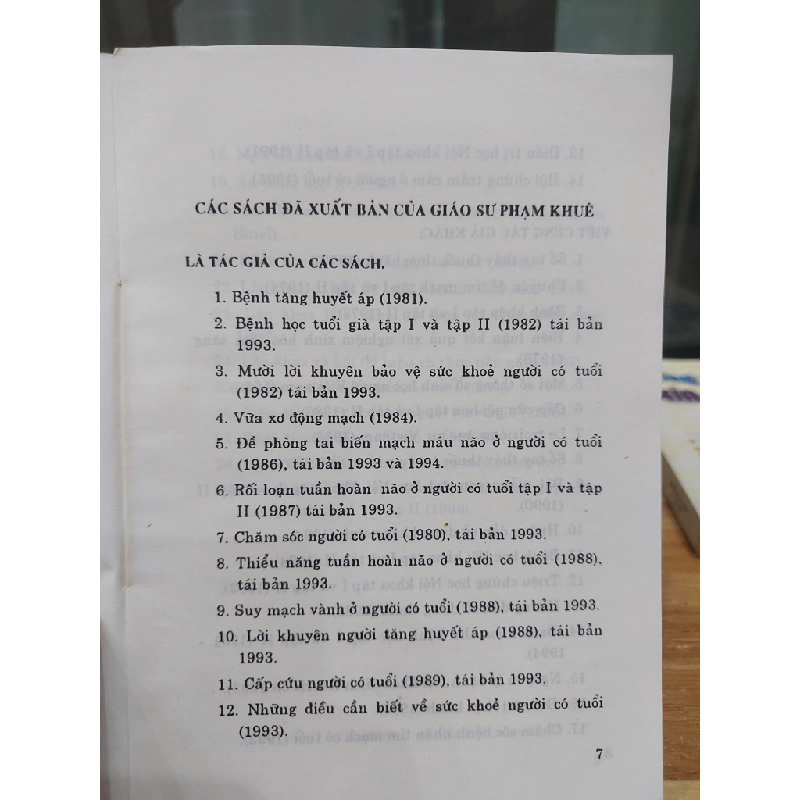 CÁC SÁCH ĐÃ XUẤT BẢN CỦA GIÁO SƯ PHẠM KHUÊ
LÀ TÁC GIẢ CỦA CÁC SÁCH.
1. Bệnh tăng huyết áp (1981).
2. Bệnh học tuổi già tập I và tập II (1982) tái bản
1993.
3. Mười lời khuyên bảo vệ sức khoẻ người có tuổi
(1982) tái bản 1993.
4. Vữa xơ động mạch (1984).
5. Đề phòng tai biến mạch máu não ở người có tuổi
(1986), tái bản 1993 và 1994.
6. Rối loạn tuần hoàn não ở người có tuổi tập I và tập
II (1987) tái bản 1993.
7. Chăm sóc người có tuổi (1980), tái bản 1993.
8. Thiểu năng tuần hoàn não ở người có tuổi (1988),
tái bản 1993.
9. Suy mạch vành ở người có tuổi (1988), tái bản 1993.
10. Lời khuyên người tăng huyết áp (1988), tái bản
1993.
11. Cấp cứu người có tuổi (1989), tái bản 1993.
12. Những điều cần biết về sức khoẻ người có tuổi
(1993).
7